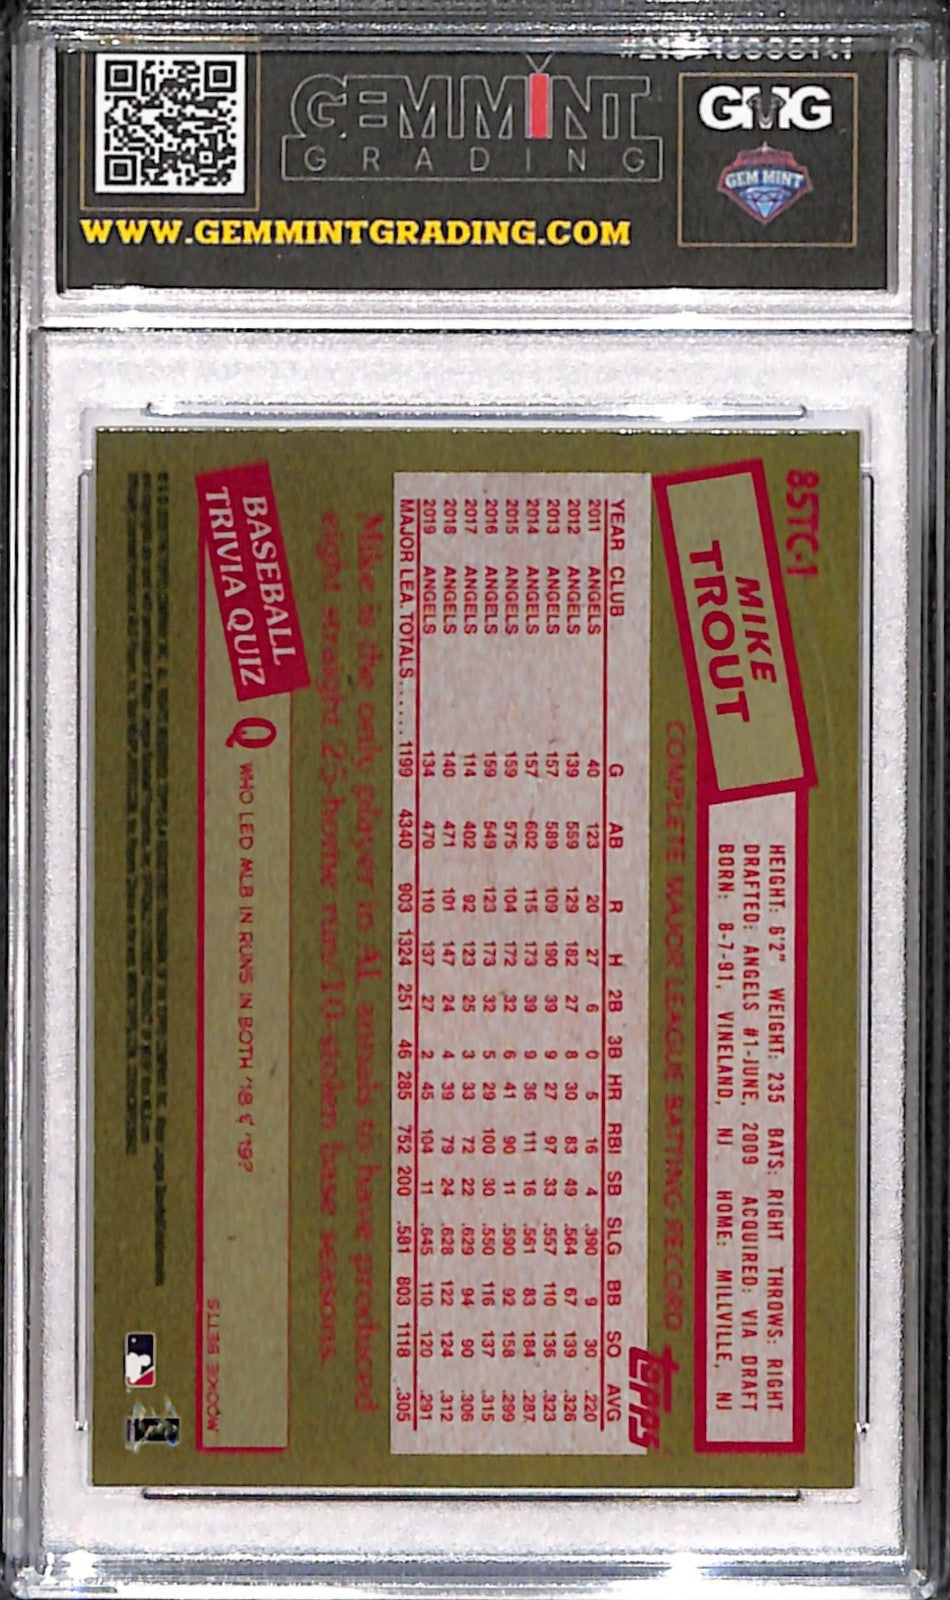 GEMMINT
GRADING
GMG
GEM MINT
WWW.GEMMINTGRADING.COM
85TC-1
MIKE
TROUT
HEIGHT: 6'2" WEIGHT: 235 BATS: RIGHT THROWS: RIGHT
DRAFTED: ANGELS #1-JUNE, 2009 ACQUIRED: VIA DRAFT
BORN: 8-7-91, VINELAND, NJ HOME: MILLVILLE, NJ
COMPLETE MAJOR LEAGUE BATTING RECORD
topps
YEAR CLUB G AB R H 2B 3B HR RBI SB SLG BB SO AVG
2011 ANGELS 40 123 20 27 6 0 5 16 4 .390 9 30 .220
2012 ANGELS 139 559 129 182 27 8 30 83 49 .564 67 139 .326
2013 ANGELS 157 589 109 190 39 9 27 97 33 .557 110 136 .323
2014 ANGELS 157 602 115 173 39 9 36 111 16 .561 83 184 .287
2015 ANGELS 159 575 104 172 32 6 41 90 11 .590 92 158 .299
2016 ANGELS 159 549 123 173 32 5 29 100 30 .550 116 137 .315
2017 ANGELS 114 402 92 123 25 3 33 72 22 .629 94 90 .306
2018 ANGELS 140 471 101 147 24 4 39 79 24 .628 122 124 .312
2019 ANGELS 134 470 110 137 27 2 45 104 11 .645 110 120 .291
MAJOR LEA. TOTALS...... 1199 4340 903 1324 251 46 285 752 200 .581 803 1118 .305
Mike is the only player in AL annals to have produced
eight straight 25-home run/10-stolen base seasons.
BASEBALL
TRIVIA QUIZ
Q WHO LED MLB IN RUNS IN BOTH '18 & '19?
MOOKIE BETTS